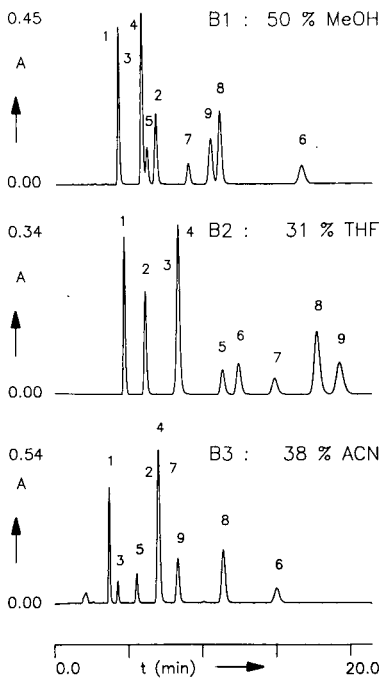 0.45
B1 : 50 % MeOH
A
1 3 4 5 2 7 9 8 6
0.00
0.34
B2 : 31 % THF
A
1 2 3 4 5 6 7 8 9
0.00
0.54
B3 : 38 % ACN
A
1 3 5 2 4 7 9 8 6
0.00
0.0 t (min) 20.0